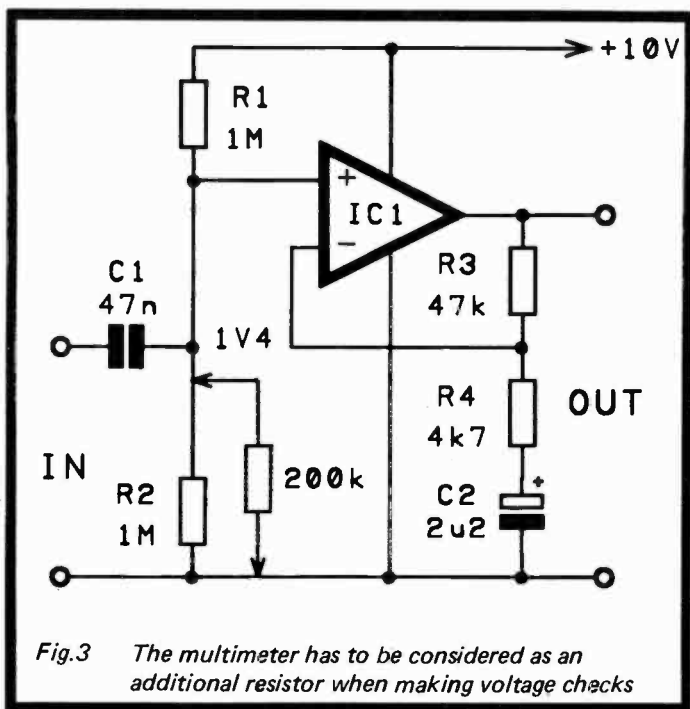 +10V
R1
1M
+
IC1
−
C1
47n
R3
47k
1V4
R4
4k7
OUT
IN
200k
R2
1M
C2
2u2
+
Fig.3 The multimeter has to be considered as an
additional resistor when making voltage checks